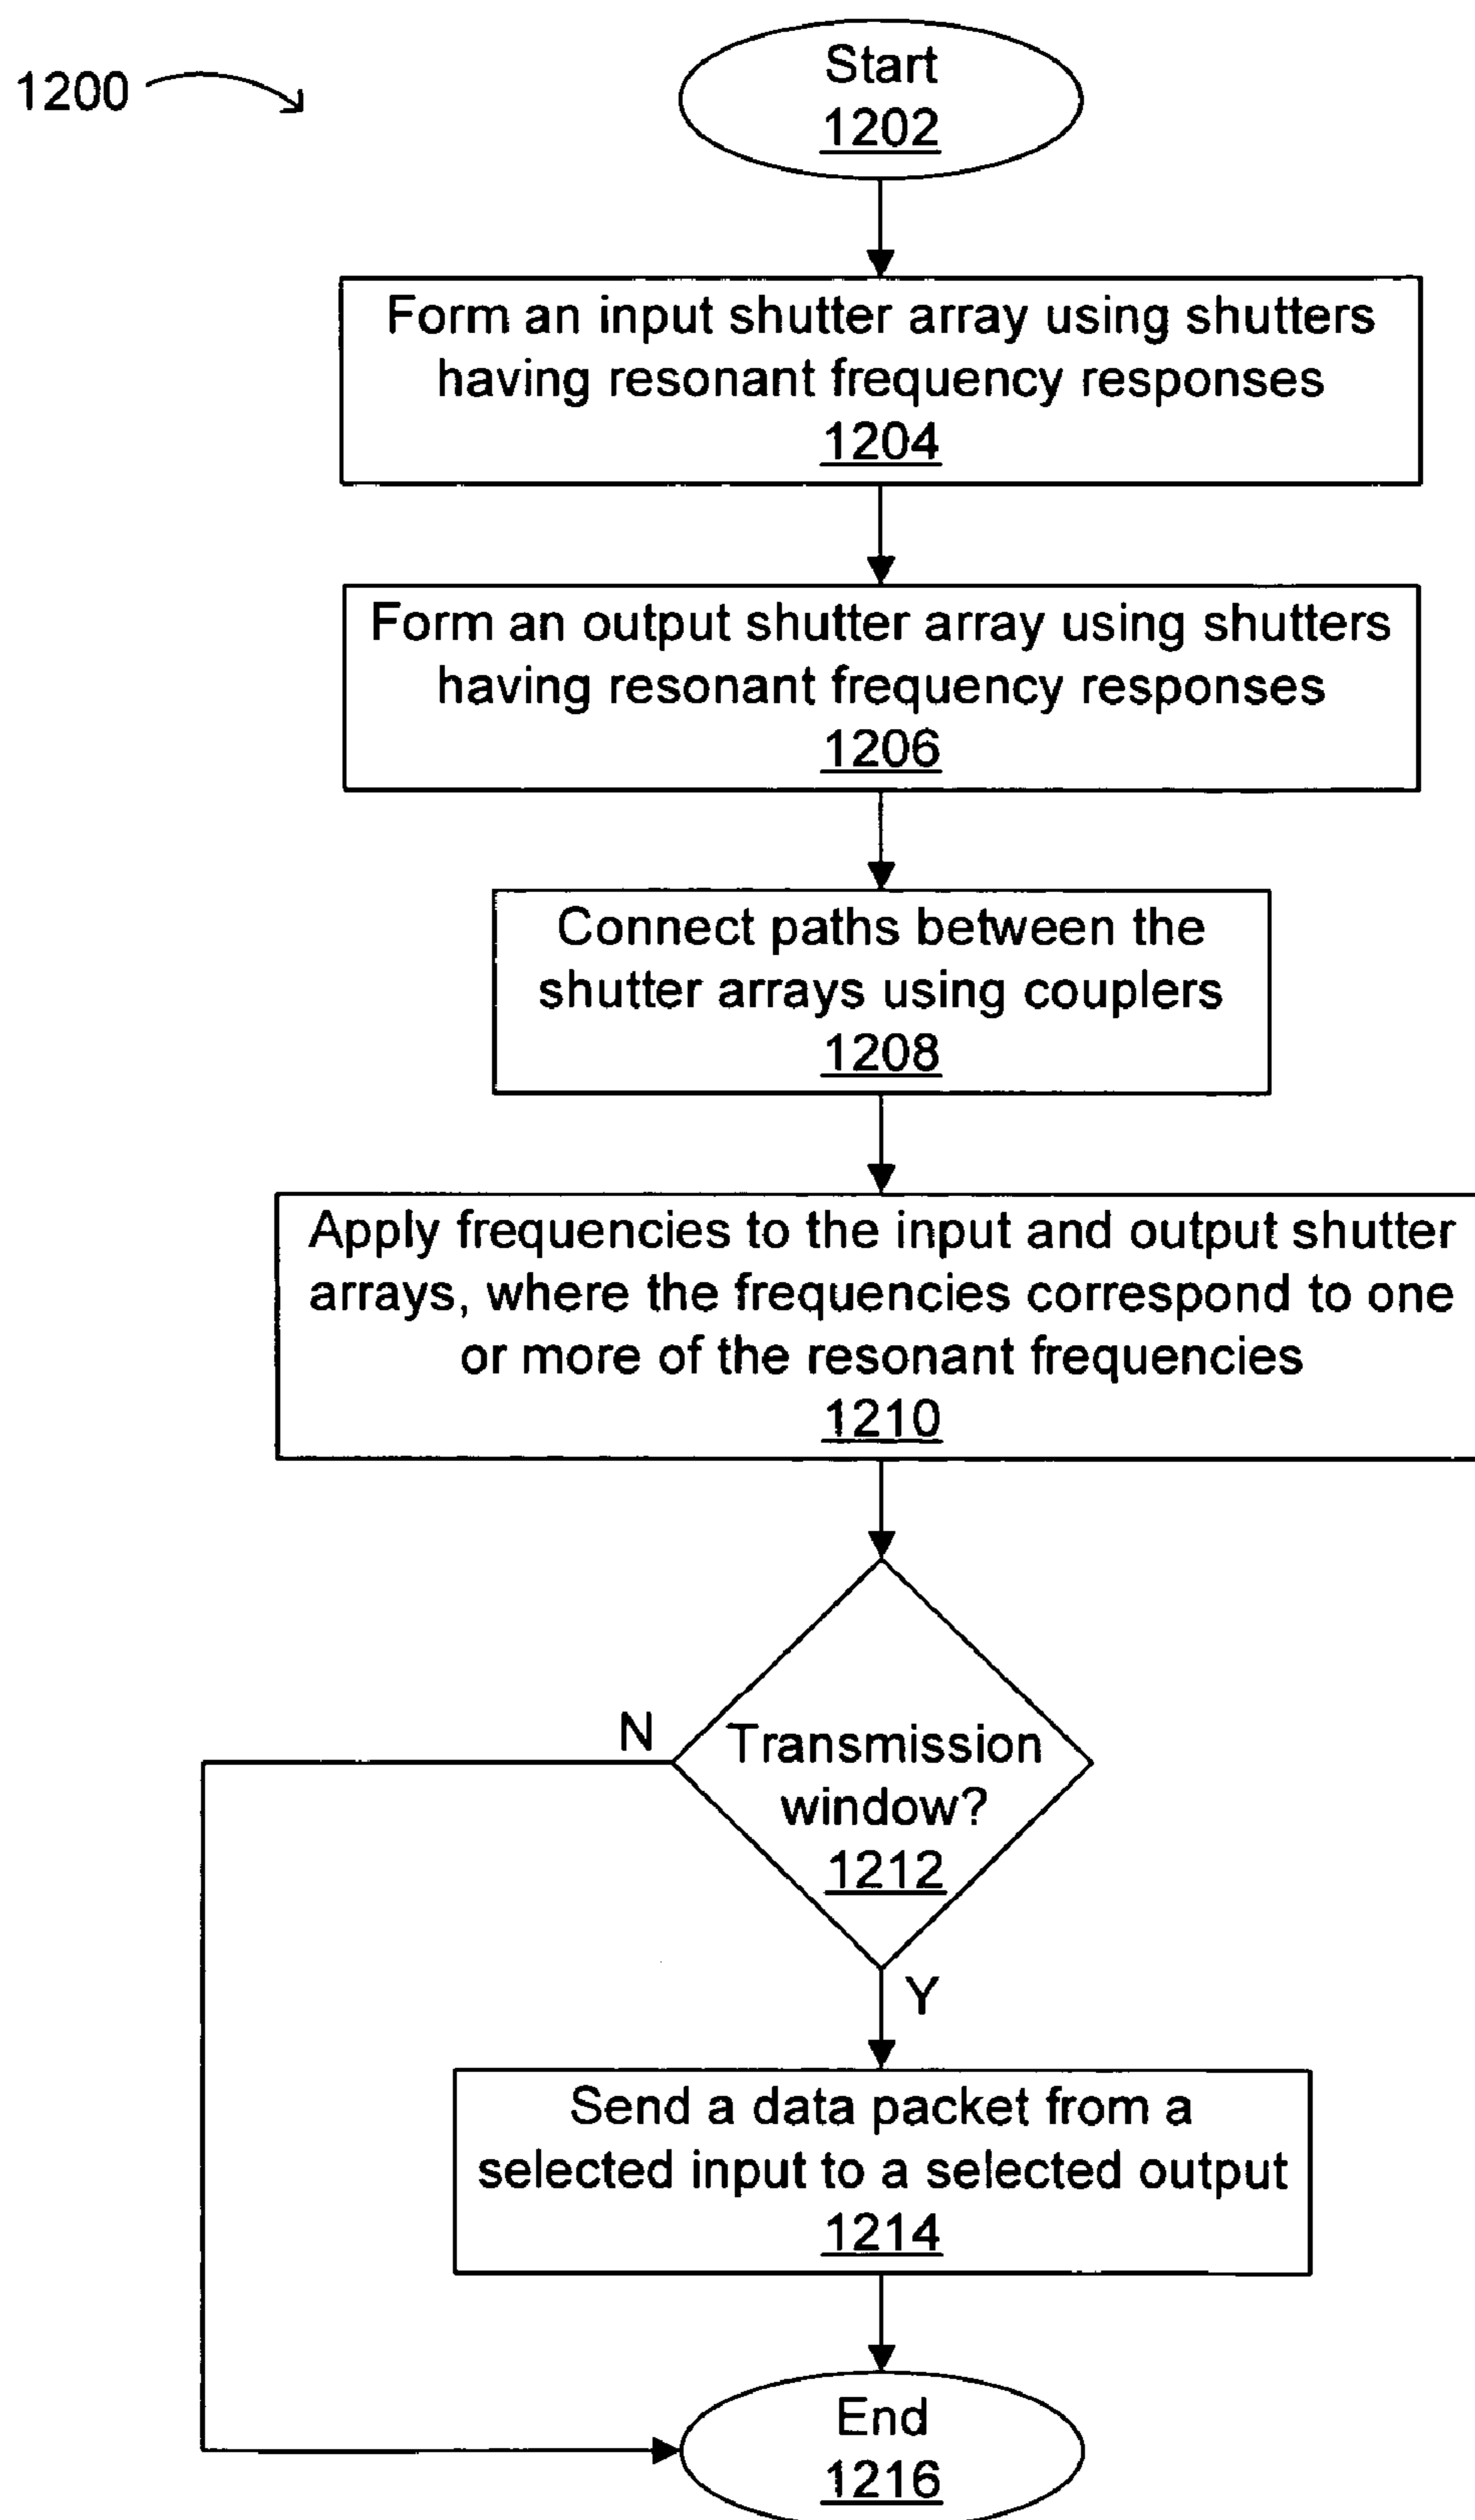 1200
Start
1202
Form an input shutter array using shutters
having resonant frequency responses
1204
Form an output shutter array using shutters
having resonant frequency responses
1206
Connect paths between the
shutter arrays using couplers
1208
Apply frequencies to the input and output shutter
arrays, where the frequencies correspond to one
or more of the resonant frequencies
1210
N
Transmission
window?
1212
Y
Send a data packet from a
selected input to a selected output
1214
End
1216